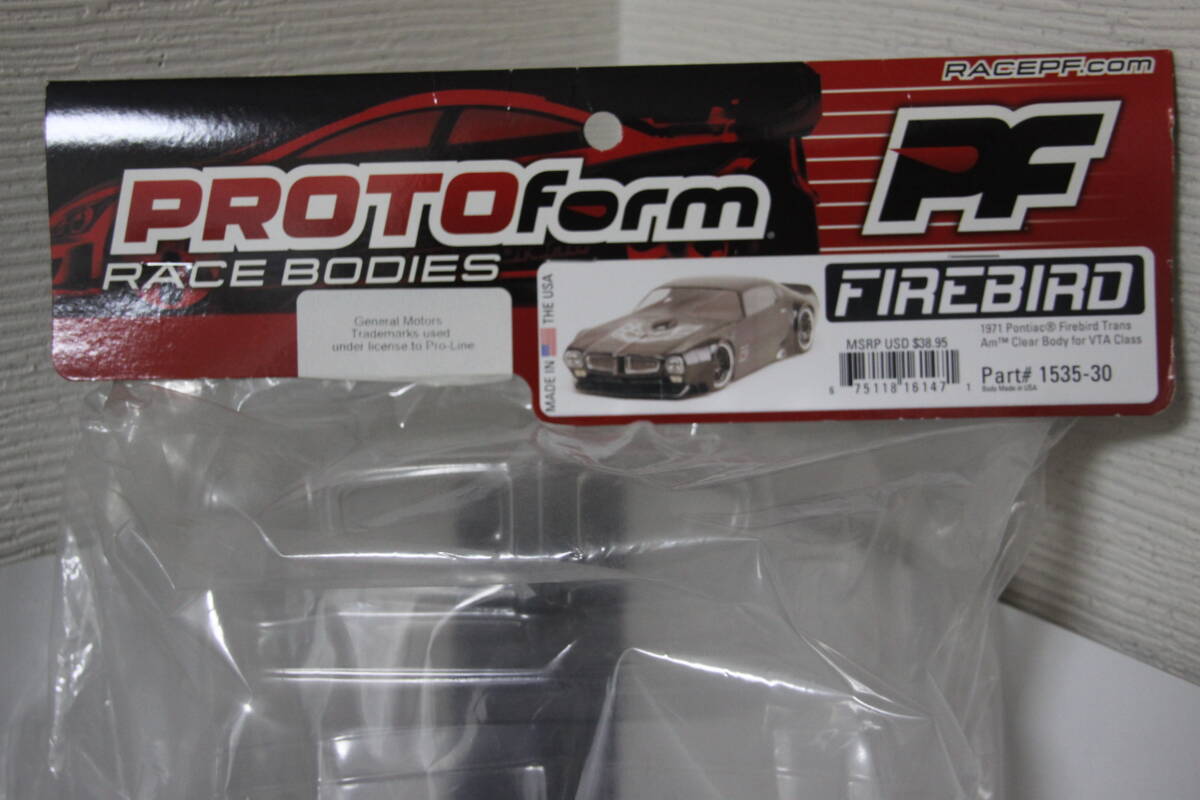 RACEPF.com
PROTOform®
RACE BODIES
PF
General Motors
Trademarks used
under license to Pro-Line
MADE IN THE USA
FIREBIRD
1971 Pontiac® Firebird Trans
Am™ Clear Body for VTA Class
MSRP USD $38.95
6 75118 16147 1
Part# 1535-30
Body Made in USA